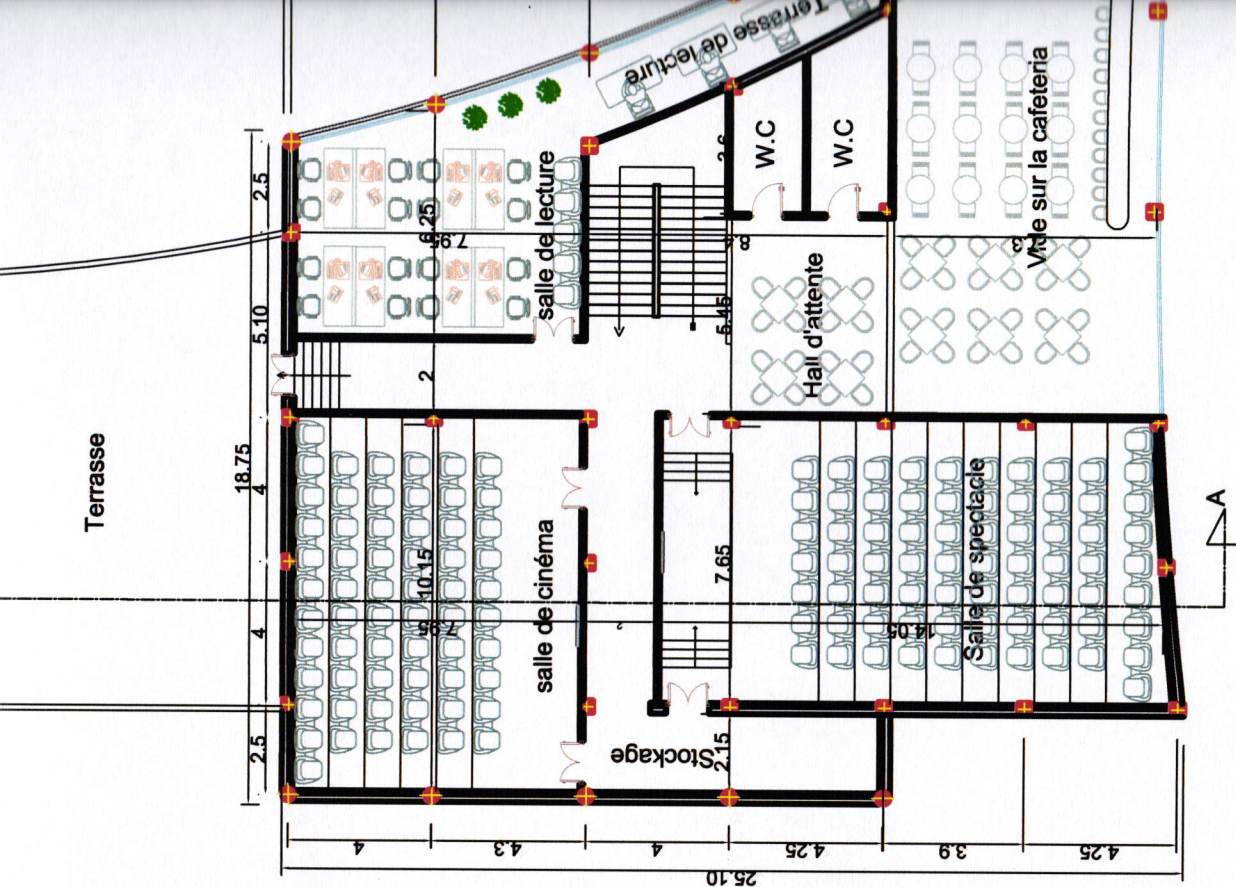 Terrasse de lecture
Vide sur la cafeteria
W.C
W.C
2.6
2.5
salle de lecture
6.25
7.95
8.4
5.10
5.45
Hall d'attente
2
Terrasse
18.75
4
4
2.5
salle de cinéma
10.15
7.95
2
7.65
Salle de spectacle
14.05
A
Stockage
2.15
4
4.3
4
4.25
3.9
4.25
25.10